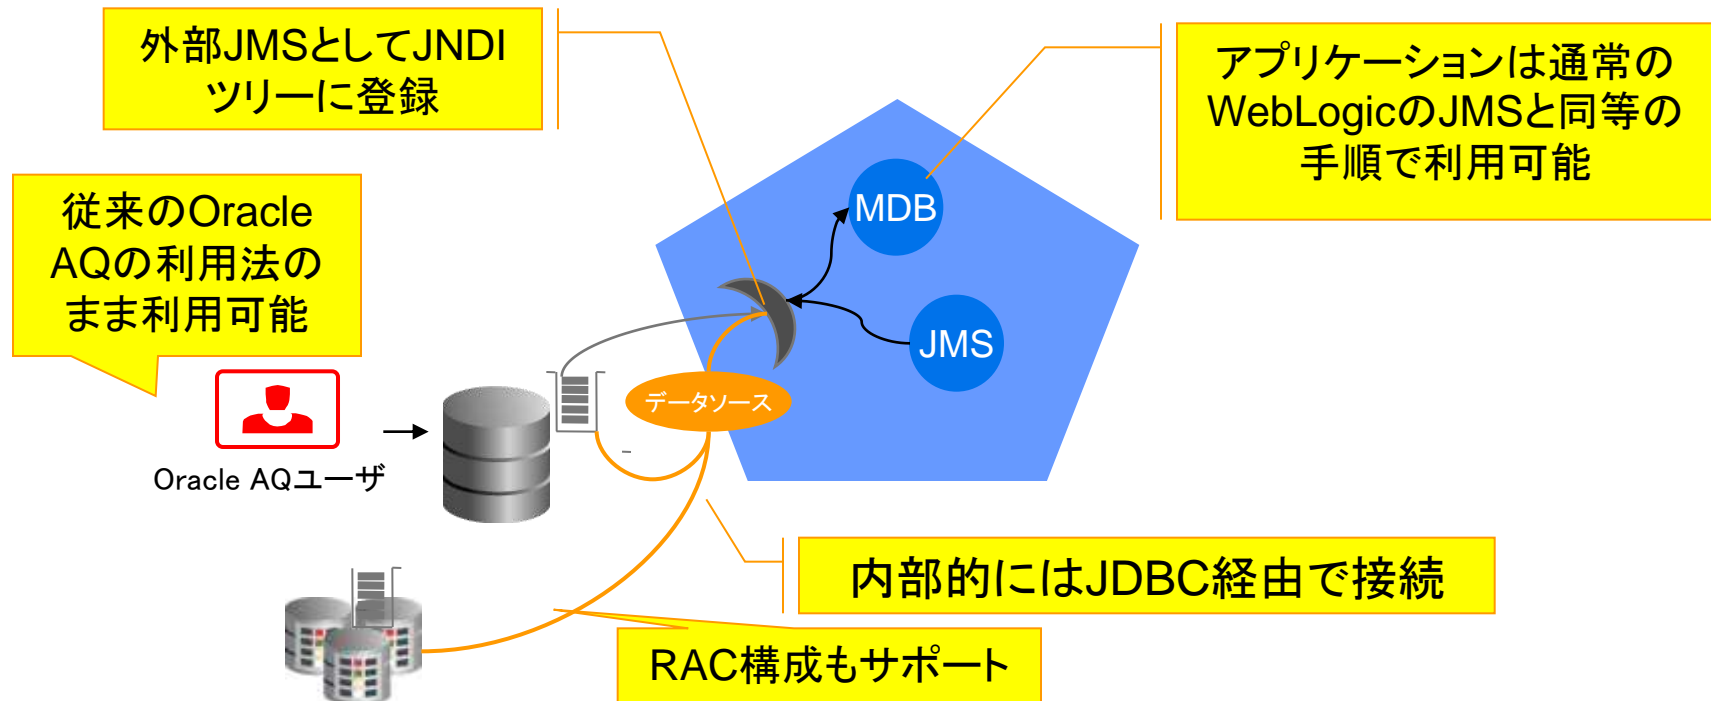 外部JMSとしてJNDI
ツリーに登録
アプリケーションは通常の
WebLogicのJMSと同等の
手順で利用可能
従来のOracle
AQの利用法の
まま利用可能
MDB
JMS
データソース
Oracle AQユーザ
内部的にはJDBC経由で接続
RAC構成もサポート